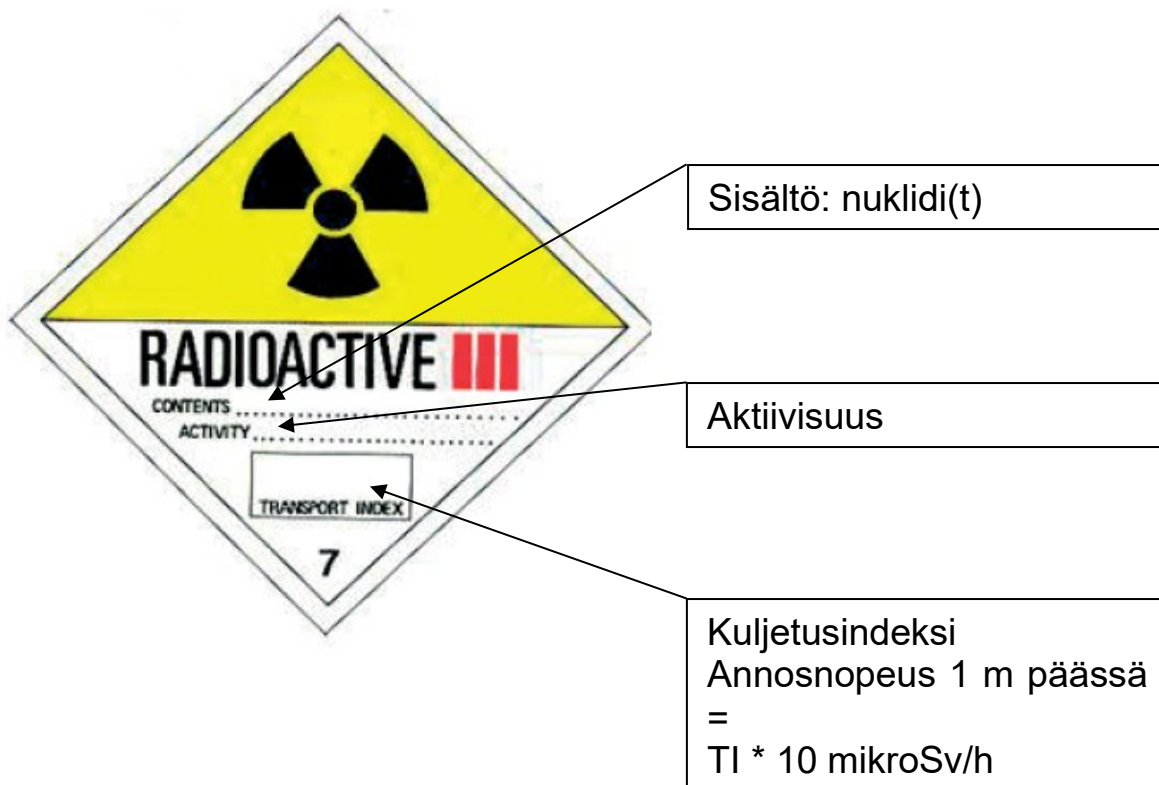 RADIOACTIVE III
CONTENTS ....................................
ACTIVITY ..............................
TRANSPORT INDEX
7
Sisältö: nuklidi(t)
Aktiivisuus
Kuljetusindeksi
Annosnopeus 1 m päässä
=
TI * 10 mikroSv/h